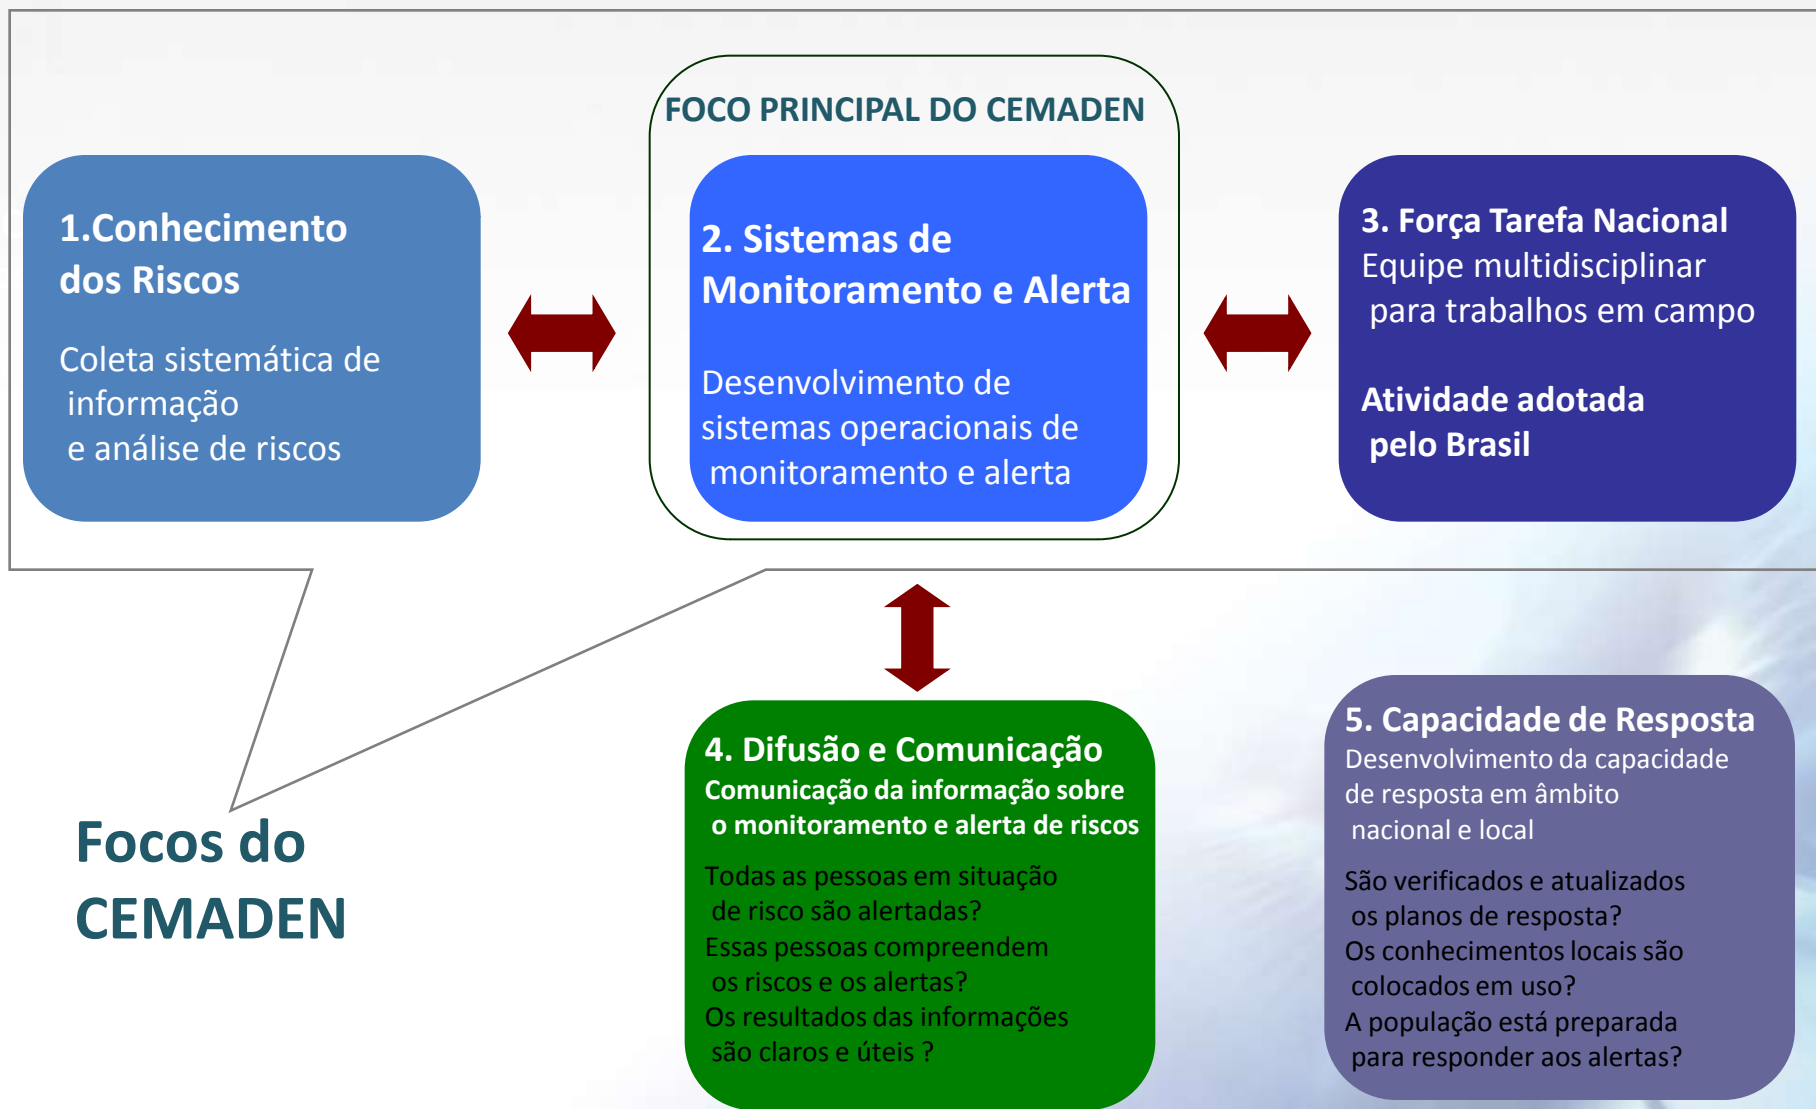 FOCO PRINCIPAL DO CEMADEN
1.Conhecimento
dos Riscos
Coleta sistemática de
informação
e análise de riscos
2. Sistemas de
Monitoramento e Alerta
Desenvolvimento de
sistemas operacionais de
monitoramento e alerta
3. Força Tarefa Nacional
Equipe multidisciplinar
para trabalhos em campo
Atividade adotada
pelo Brasil
Focos do
CEMADEN
4. Difusão e Comunicação
Comunicação da informação sobre
o monitoramento e alerta de riscos
Todas as pessoas em situação
de risco são alertadas?
Essas pessoas compreendem
os riscos e os alertas?
Os resultados das informações
são claros e úteis ?
5. Capacidade de Resposta
Desenvolvimento da capacidade
de resposta em âmbito
nacional e local
São verificados e atualizados
os planos de resposta?
Os conhecimentos locais são
colocados em uso?
A população está preparada
para responder aos alertas?